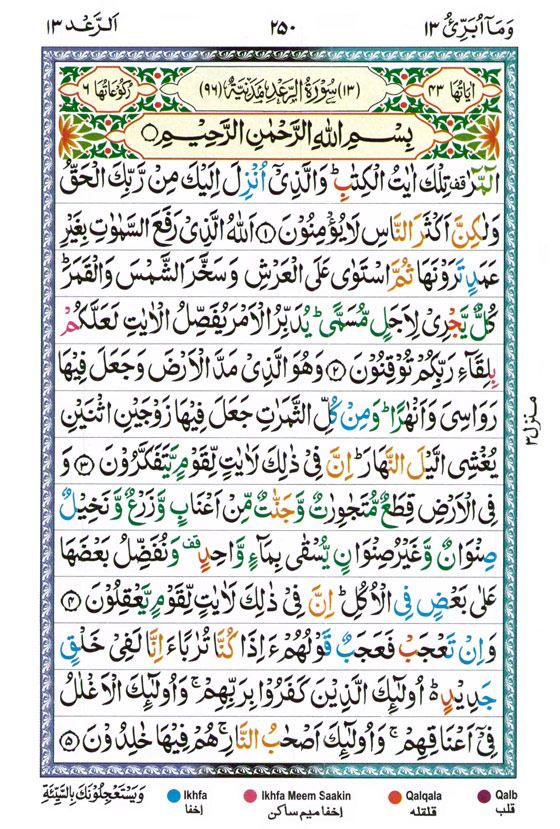 وَمَآ اُبَرِّئُ ١٣ ٢٥٠ اَلرَّعْد ١٣
اٰيَاتُهَا ٤٣ (١٣) سُوْرَةُ الرَّعْدِ مَدَنِيَّةٌ (٩٦) رُكُوْعَاتُهَا ٦
بِسْمِ اللّٰهِ الرَّحْمٰنِ الرَّحِيْمِ ○
الٓمّٓرٰ ۟ تِلْكَ اٰيٰتُ الْكِتٰبِ ؕ وَالَّذِيْۤ اُنْزِلَ اِلَيْكَ مِنْ رَّبِّكَ الْحَقُّ
وَلٰكِنَّ اَكْثَرَ النَّاسِ لَا يُؤْمِنُوْنَ ۝١ اَللّٰهُ الَّذِيْ رَفَعَ السَّمٰوٰتِ بِغَيْرِ
عَمَدٍ تَرَوْنَهَا ثُمَّ اسْتَوٰى عَلَى الْعَرْشِ وَسَخَّرَ الشَّمْسَ وَالْقَمَرَ ؕ
كُلٌّ يَّجْرِيْ لِاَجَلٍ مُّسَمًّى ؕ يُدَبِّرُ الْاَمْرَ يُفَصِّلُ الْاٰيٰتِ لَعَلَّكُمْ
بِلِقَآءِ رَبِّكُمْ تُوْقِنُوْنَ ۝٢ وَهُوَ الَّذِيْ مَدَّ الْاَرْضَ وَجَعَلَ فِيْهَا
رَوَاسِيَ وَاَنْهٰرًا ؕ وَمِنْ كُلِّ الثَّمَرٰتِ جَعَلَ فِيْهَا زَوْجَيْنِ اثْنَيْنِ
يُغْشِي الَّيْلَ النَّهَارَ ؕ اِنَّ فِيْ ذٰلِكَ لَاٰيٰتٍ لِّقَوْمٍ يَّتَفَكَّرُوْنَ ۝٣ وَ
فِي الْاَرْضِ قِطَعٌ مُّتَجٰوِرٰتٌ وَّجَنّٰتٌ مِّنْ اَعْنَابٍ وَّزَرْعٌ وَّنَخِيْلٌ
صِنْوَانٌ وَّغَيْرُ صِنْوَانٍ يُّسْقٰى بِمَآءٍ وَّاحِدٍ ۟ وَنُفَضِّلُ بَعْضَهَا
عَلٰى بَعْضٍ فِي الْاُكُلِ ؕ اِنَّ فِيْ ذٰلِكَ لَاٰيٰتٍ لِّقَوْمٍ يَّعْقِلُوْنَ ۝٤
وَاِنْ تَعْجَبْ فَعَجَبٌ قَوْلُهُمْ ءَاِذَا كُنَّا تُرٰبًا ءَاِنَّا لَفِيْ خَلْقٍ
جَدِيْدٍ ؕ اُولٰٓئِكَ الَّذِيْنَ كَفَرُوْا بِرَبِّهِمْ ۚ وَاُولٰٓئِكَ الْاَغْلٰلُ
فِيْۤ اَعْنَاقِهِمْ ۚ وَاُولٰٓئِكَ اَصْحٰبُ النَّارِ ۚ هُمْ فِيْهَا خٰلِدُوْنَ ۝٥
منزل ٣
وَيَسْتَعْجِلُوْنَكَ بِالسَّيِّئَةِ
Ikhfa Ikhfa Meem Saakin Qalqala Qalb
اخفا اخفا میم ساکن قلقله قلب